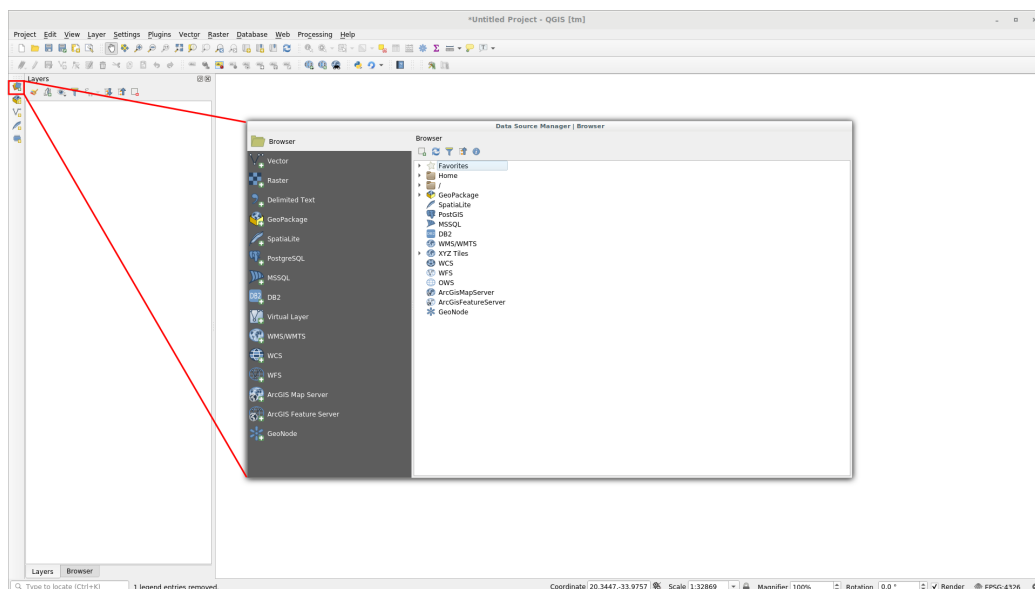 *Untitled Project - QGIS [tm]
Project Edit View Layer Settings Plugins Vector Raster Database Web Processing Help
Layers
Data Source Manager | Browser
Browser
Vector
Raster
Delimited Text
GeoPackage
SpatiaLite
PostgreSQL
MSSQL
DB2
Virtual Layer
WMS/WMTS
WCS
WFS
ArcGIS Map Server
ArcGIS Feature Server
GeoNode
Browser
Favorites
Home
/
GeoPackage
SpatiaLite
PostGIS
MSSQL
DB2
WMS/WMTS
XYZ Tiles
WCS
WFS
OWS
ArcGisMapServer
ArcGisFeatureServer
GeoNode
Layers Browser
Type to locate (Ctrl+K) 1 legend entries removed. Coordinate 20.3447,-33.9757 Scale 1:32869 Magnifier 100% Rotation 0.0 ° Render EPSG:4326